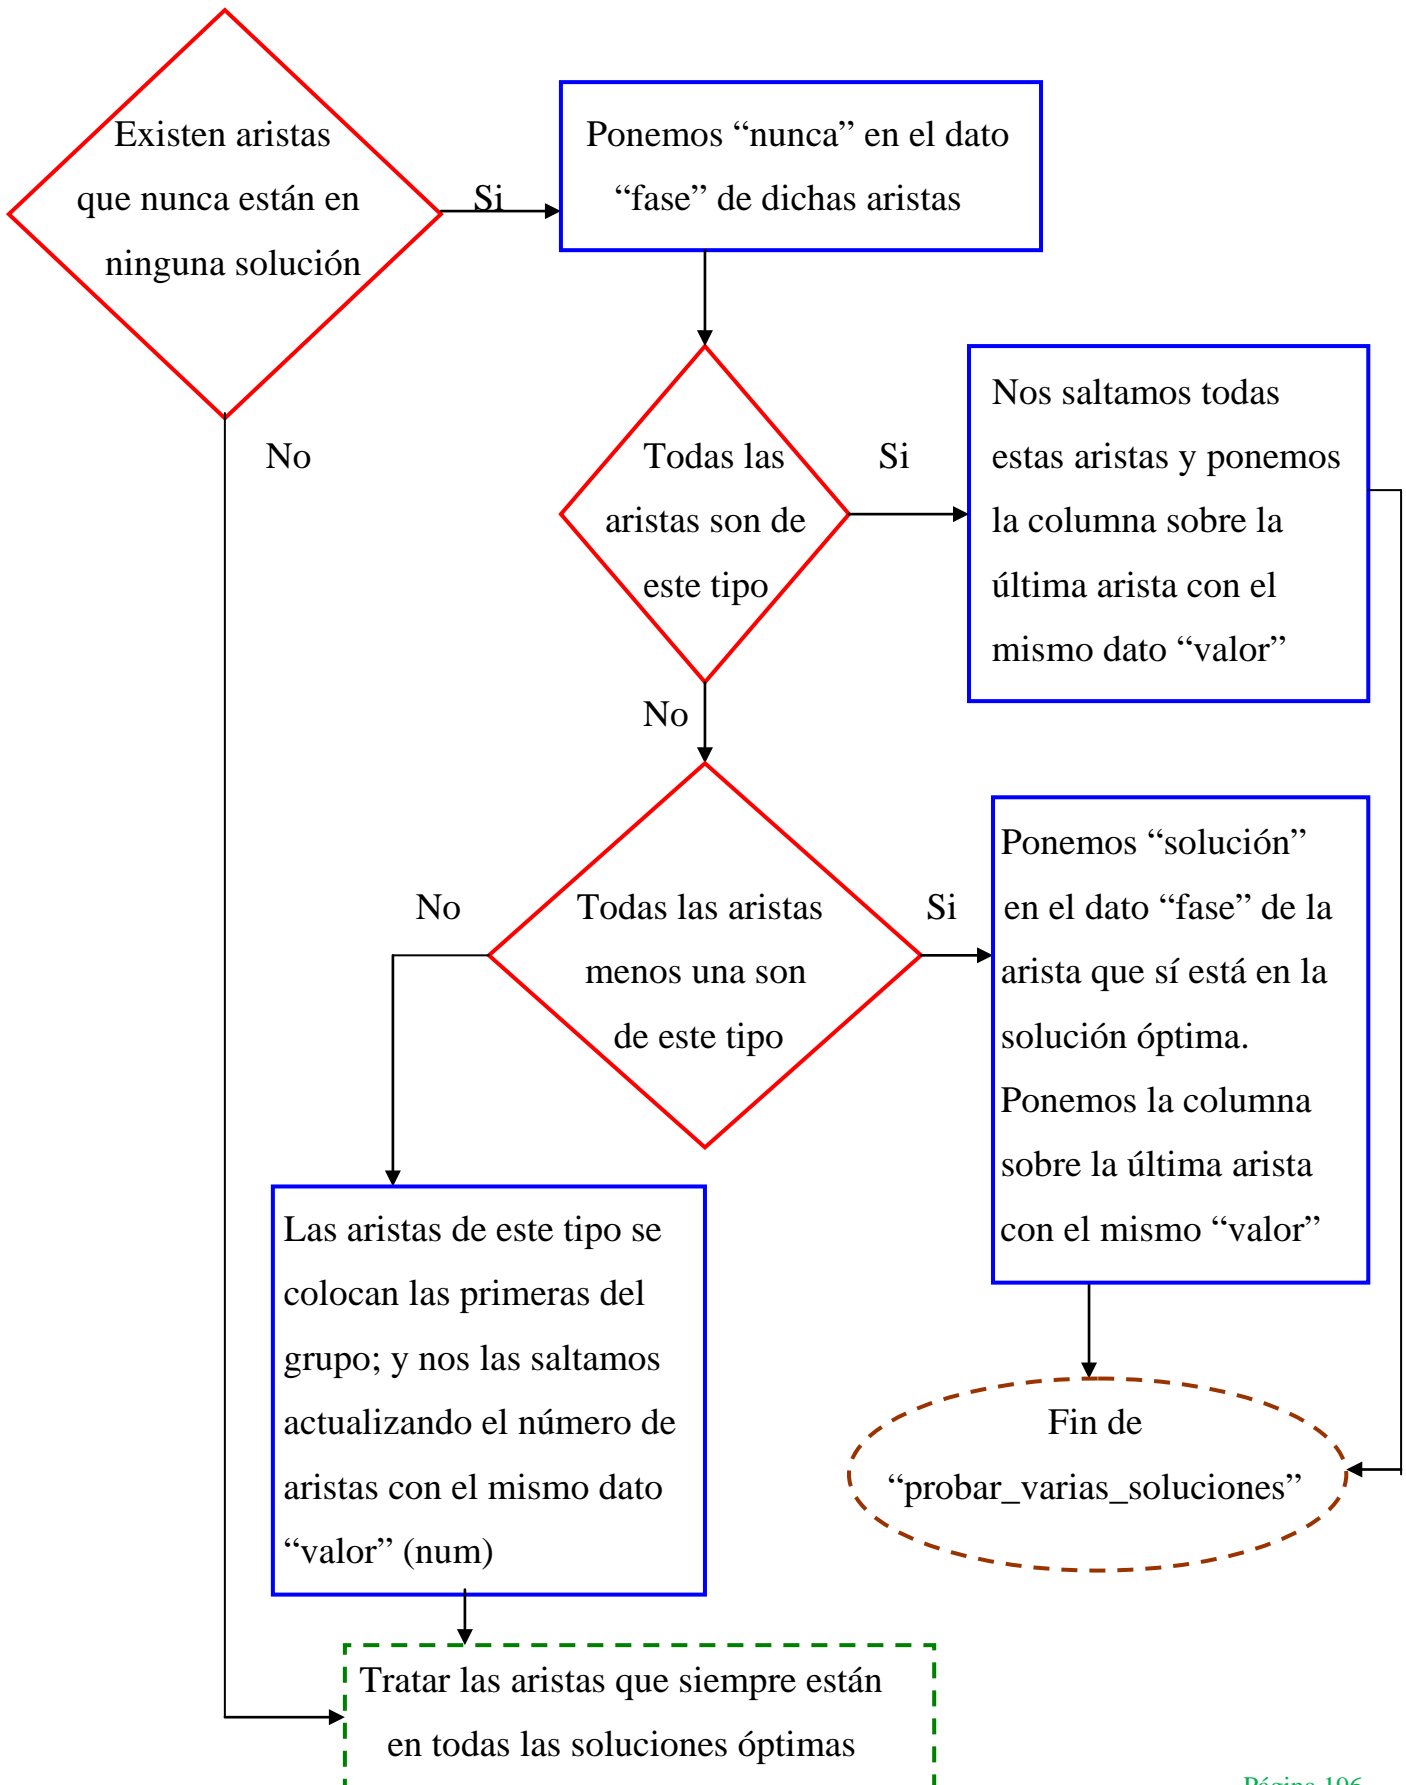 Existen aristas
que nunca están en
ninguna solución
Si
Ponemos “nunca” en el dato
“fase” de dichas aristas
No
Todas las
aristas son de
este tipo
Si
Nos saltamos todas
estas aristas y ponemos
la columna sobre la
última arista con el
mismo dato “valor”
No
No
Todas las aristas
menos una son
de este tipo
Si
Ponemos “solución”
en el dato “fase” de la
arista que sí está en la
solución óptima.
Ponemos la columna
sobre la última arista
con el mismo “valor”
Las aristas de este tipo se
colocan las primeras del
grupo; y nos las saltamos
actualizando el número de
aristas con el mismo dato
“valor” (num)
Fin de
“probar_varias_soluciones”
Tratar las aristas que siempre están
en todas las soluciones óptimas
Página 196